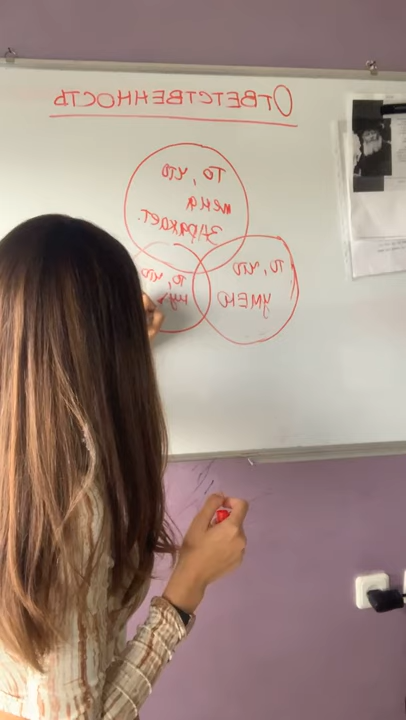 Ответственность
То, что
меня
заряжает.
То, что
умею
То, что